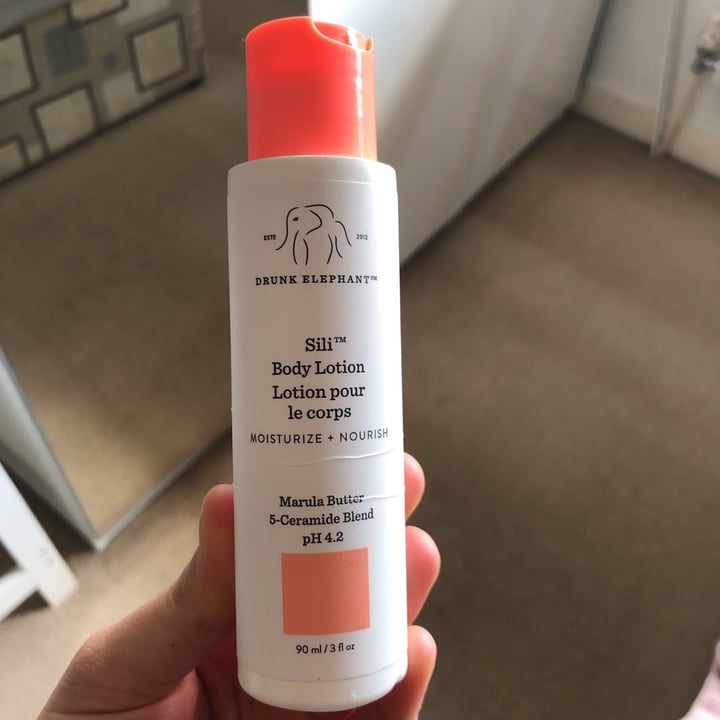 ESTD 2012
DRUNK ELEPHANT™
Sili™
Body Lotion
Lotion pour
le corps
MOISTURIZE + NOURISH
Marula Butter
5-Ceramide Blend
pH 4.2
90 ml / 3 fl oz